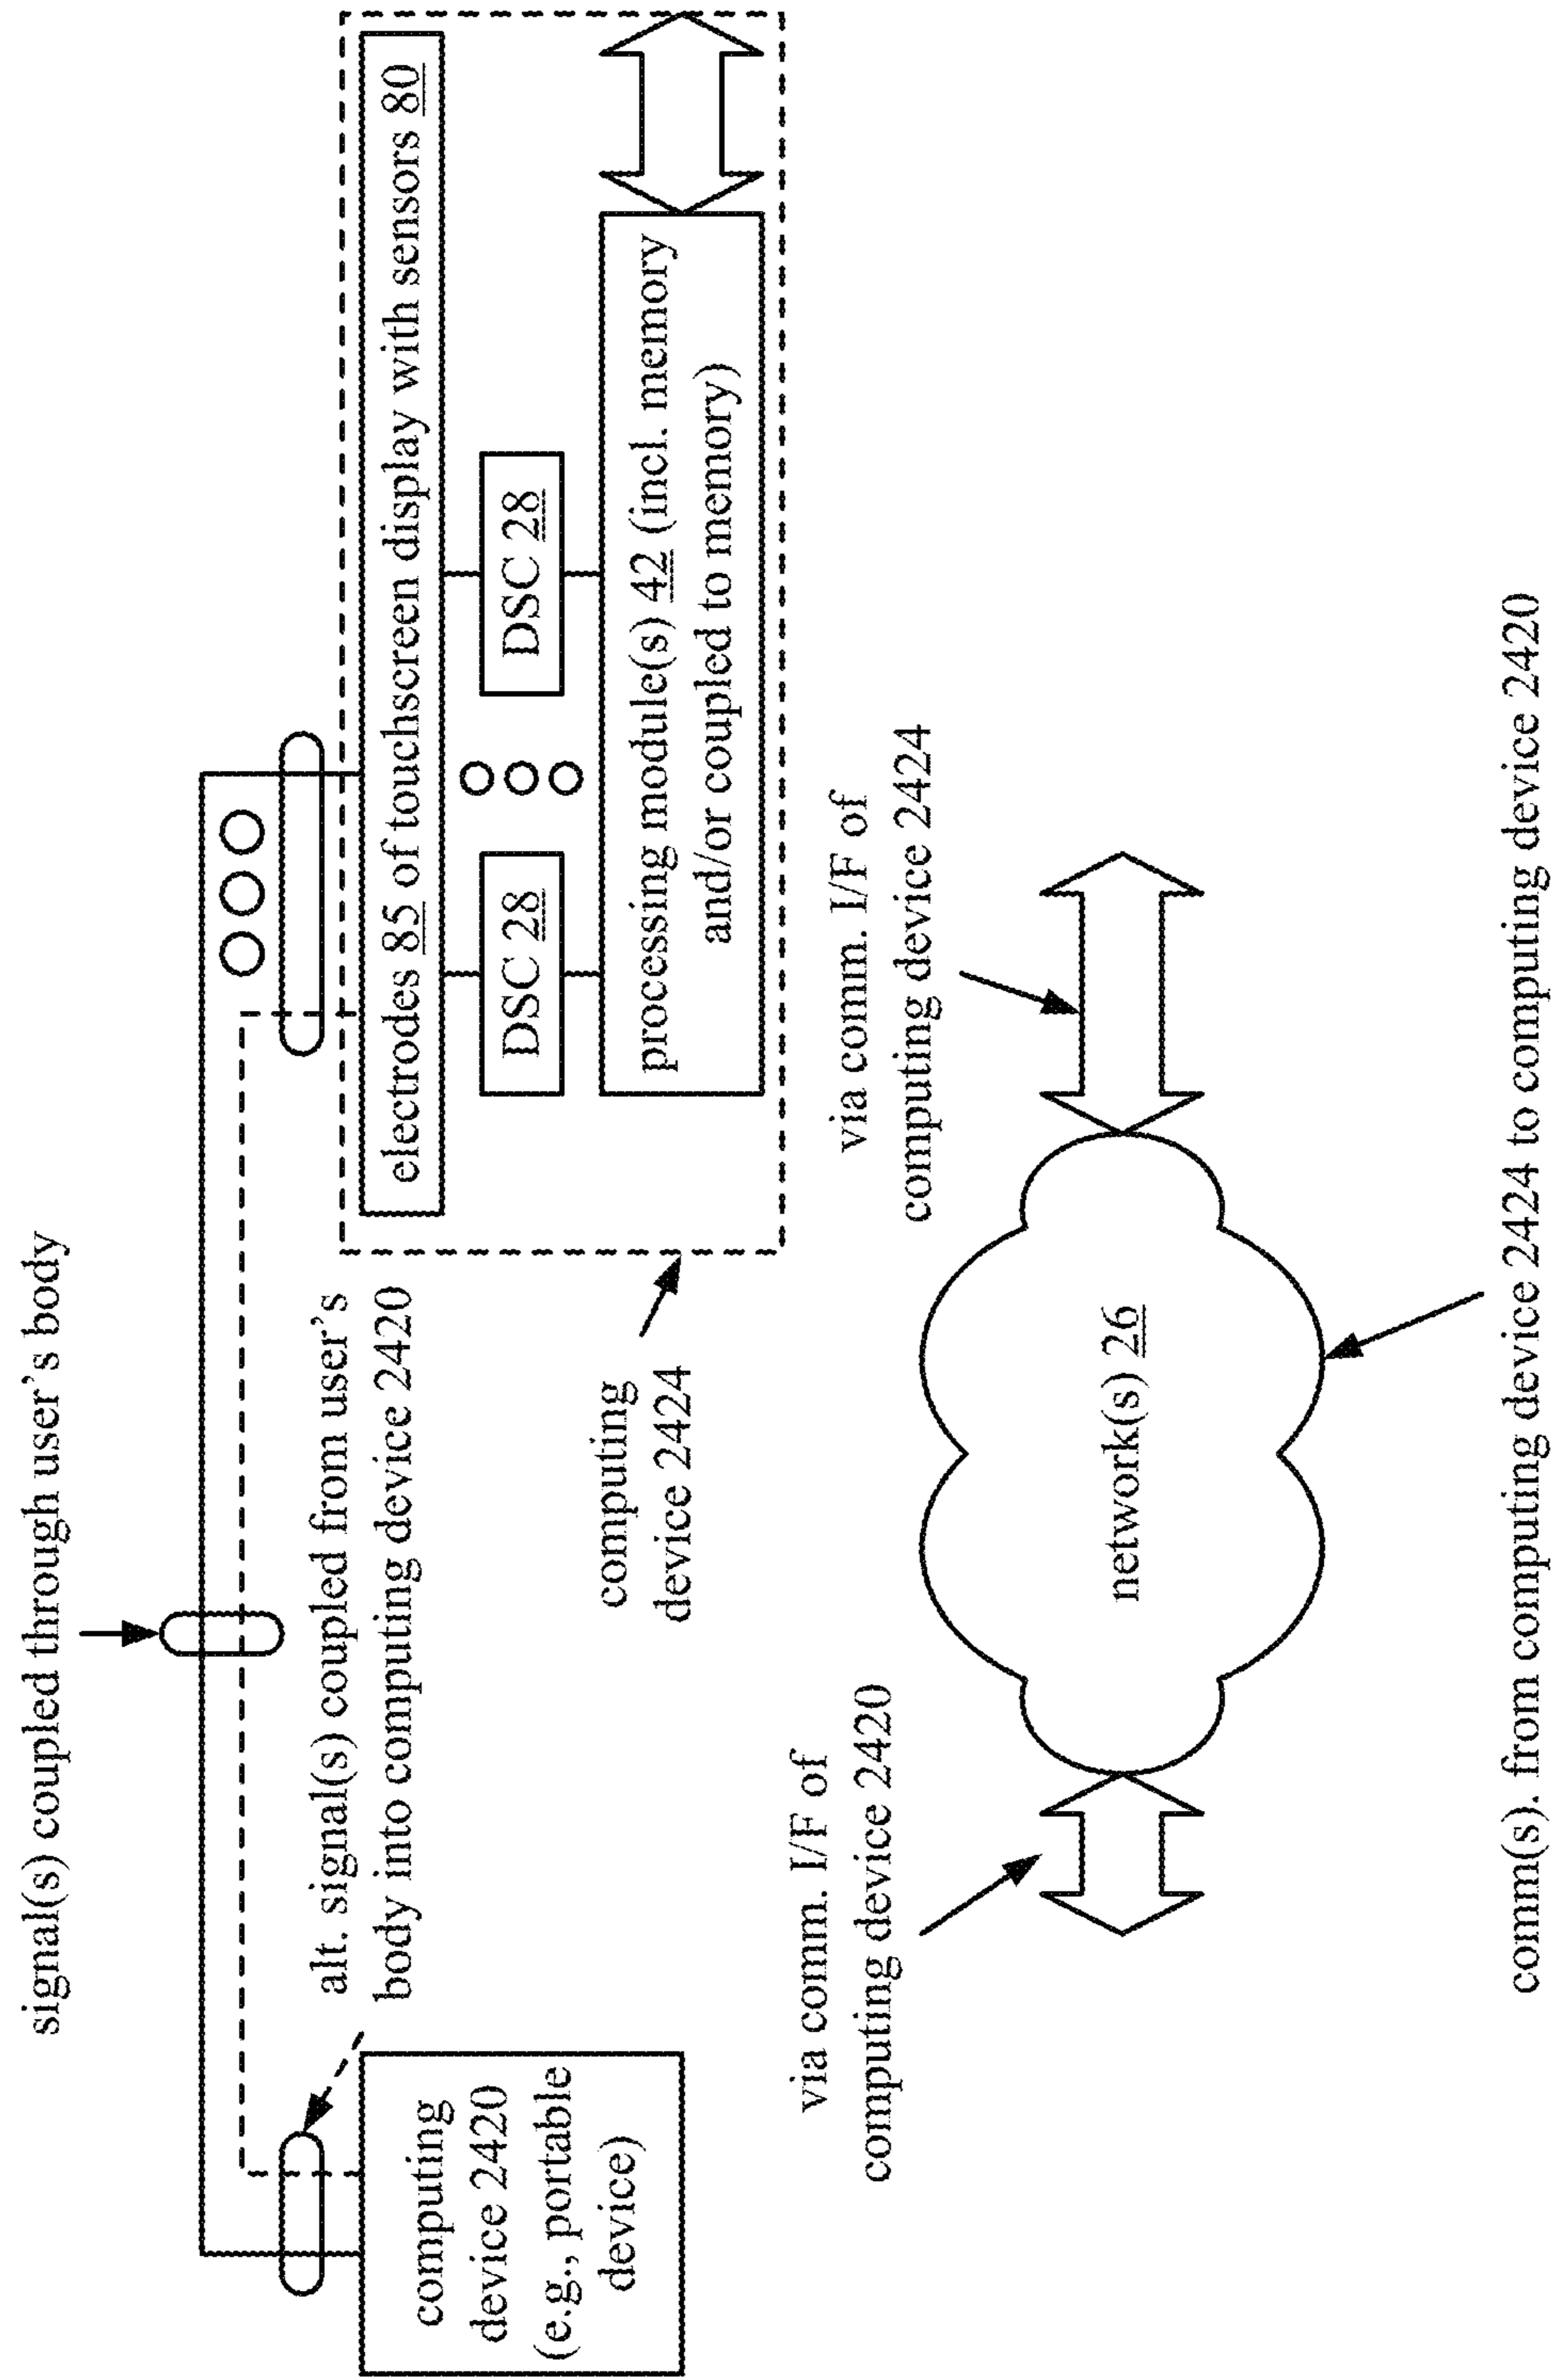 signal(s) coupled through user's body
computing
device 2420
(e.g., portable
device)
alt. signal(s) coupled from user's
body into computing device 2420
electrodes 85 of touchscreen display with sensors 80
DSC 28
DSC 28
processing module(s) 42 (incl. memory
and/or coupled to memory)
computing
device 2424
via comm. I/F of
computing device 2420
network(s) 26
via comm. I/F of
computing device 2424
comm(s). from computing device 2424 to computing device 2420